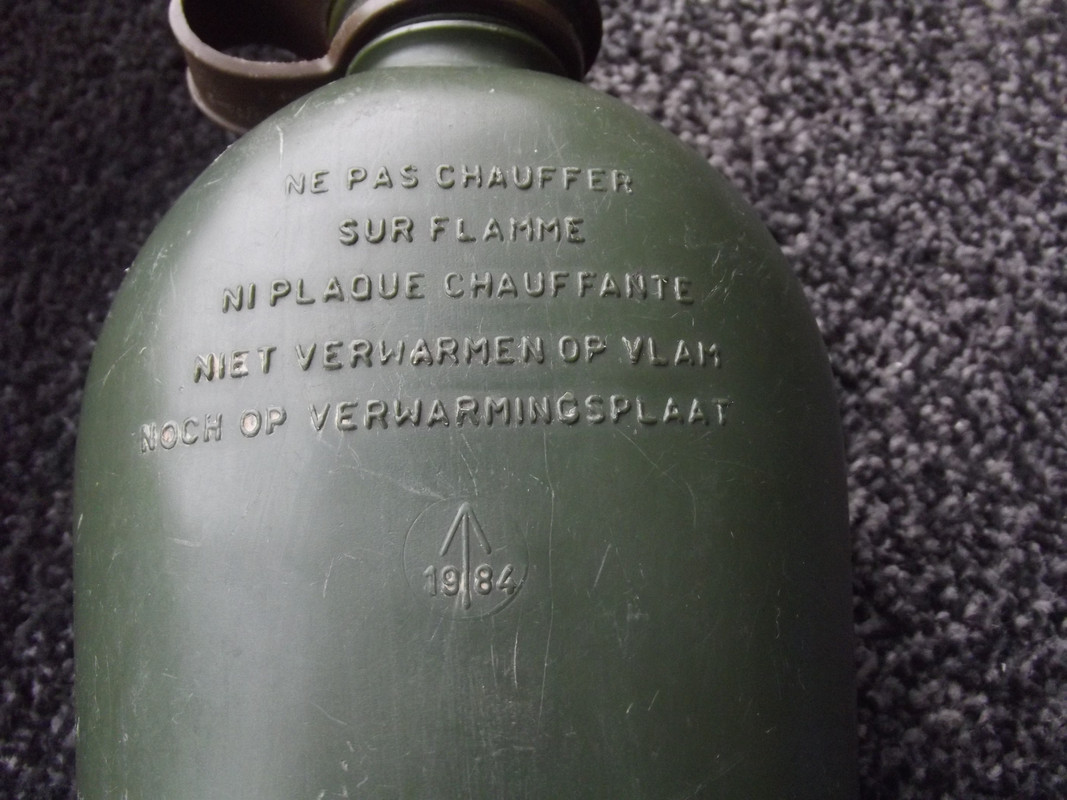 NE PAS CHAUFFER
SUR FLAMME
NI PLAQUE CHAUFFANTE
NIET VERWARMEN OP VLAM
NOCH OP VERWARMINGSPLAAT
1984